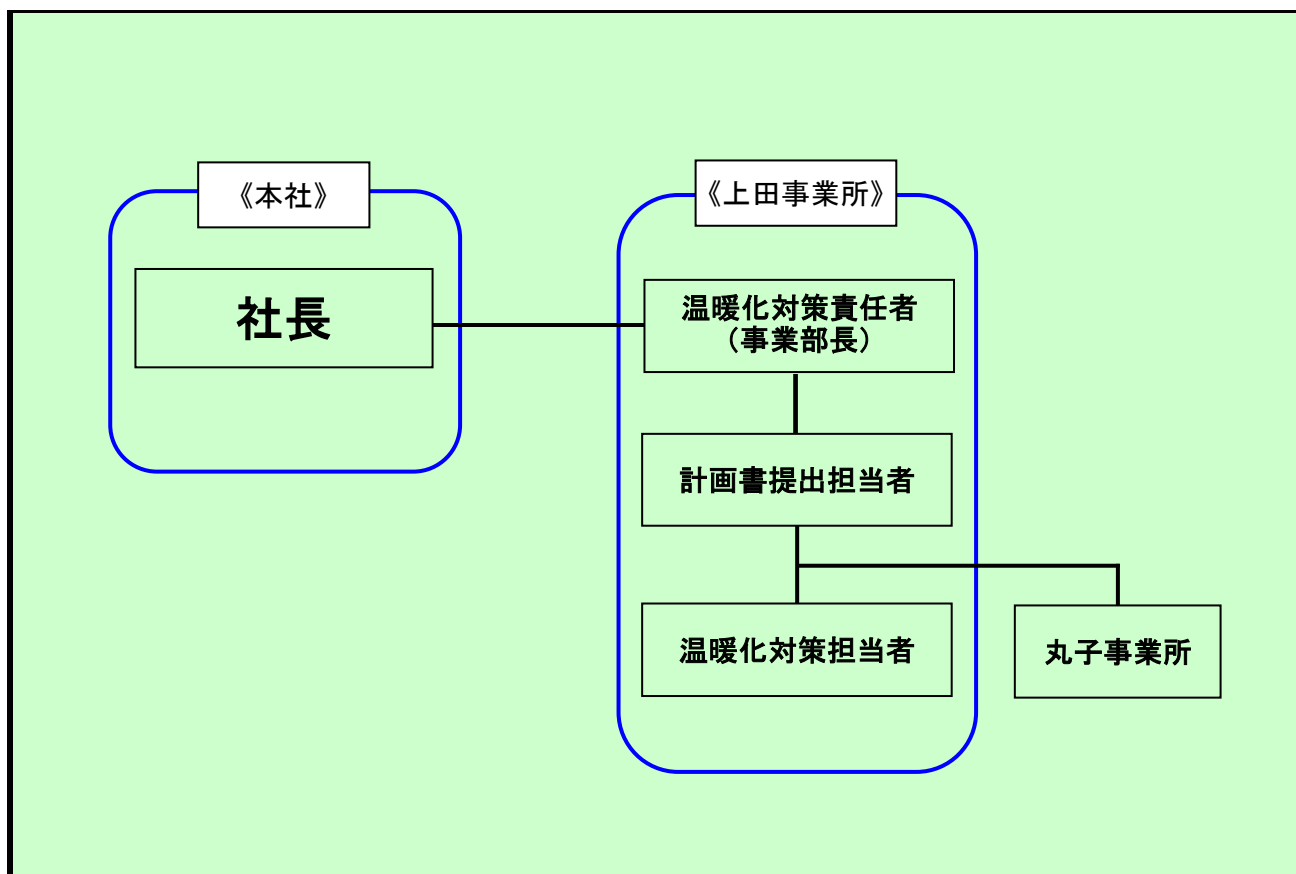 《本社》
社長
《上田事業所》
温暖化対策責任者
（事業部長）
計画書提出担当者
温暖化対策担当者
丸子事業所